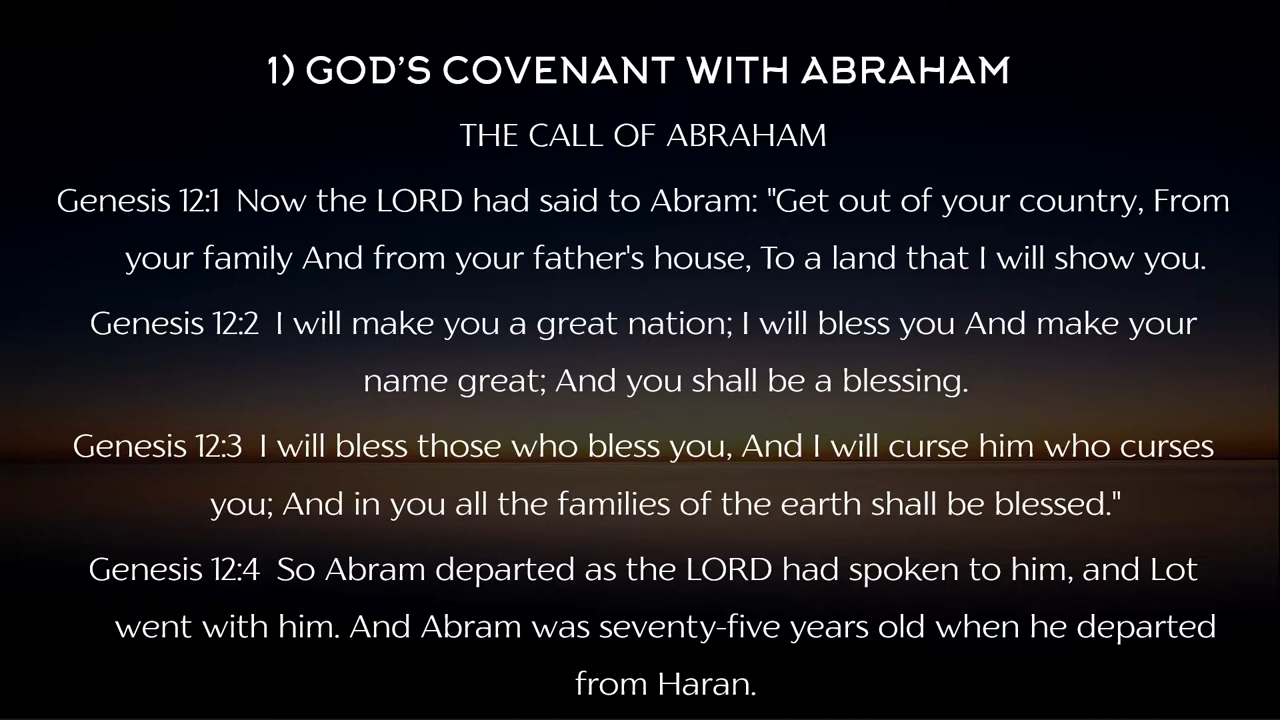 1) GOD'S COVENANT WITH ABRAHAM
THE CALL OF ABRAHAM
Genesis 12:1  Now the LORD had said to Abram: "Get out of your country, From
your family And from your father's house, To a land that I will show you.
Genesis 12:2  I will make you a great nation; I will bless you And make your
name great; And you shall be a blessing.
Genesis 12:3  I will bless those who bless you, And I will curse him who curses
you; And in you all the families of the earth shall be blessed."
Genesis 12:4  So Abram departed as the LORD had spoken to him, and Lot
went with him. And Abram was seventy-five years old when he departed
from Haran.